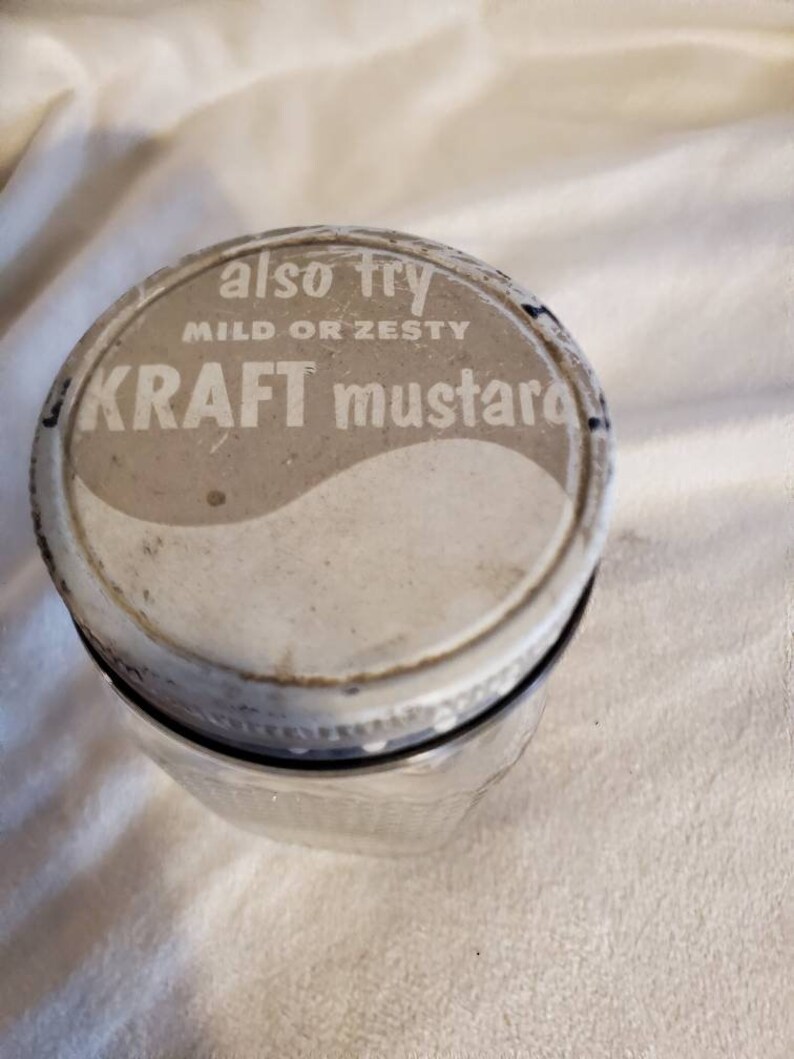 also try
MILD OR ZESTY
KRAFT mustard